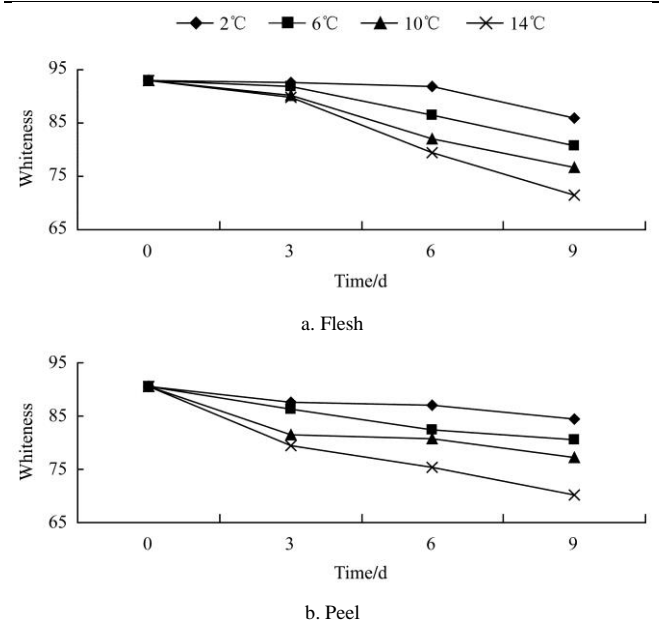 2℃ 6℃ 10℃ 14℃
95
85
75
65
Whiteness
0 3 6 9
Time/d
a. Flesh
95
85
75
65
Whiteness
0 3 6 9
Time/d
b. Peel